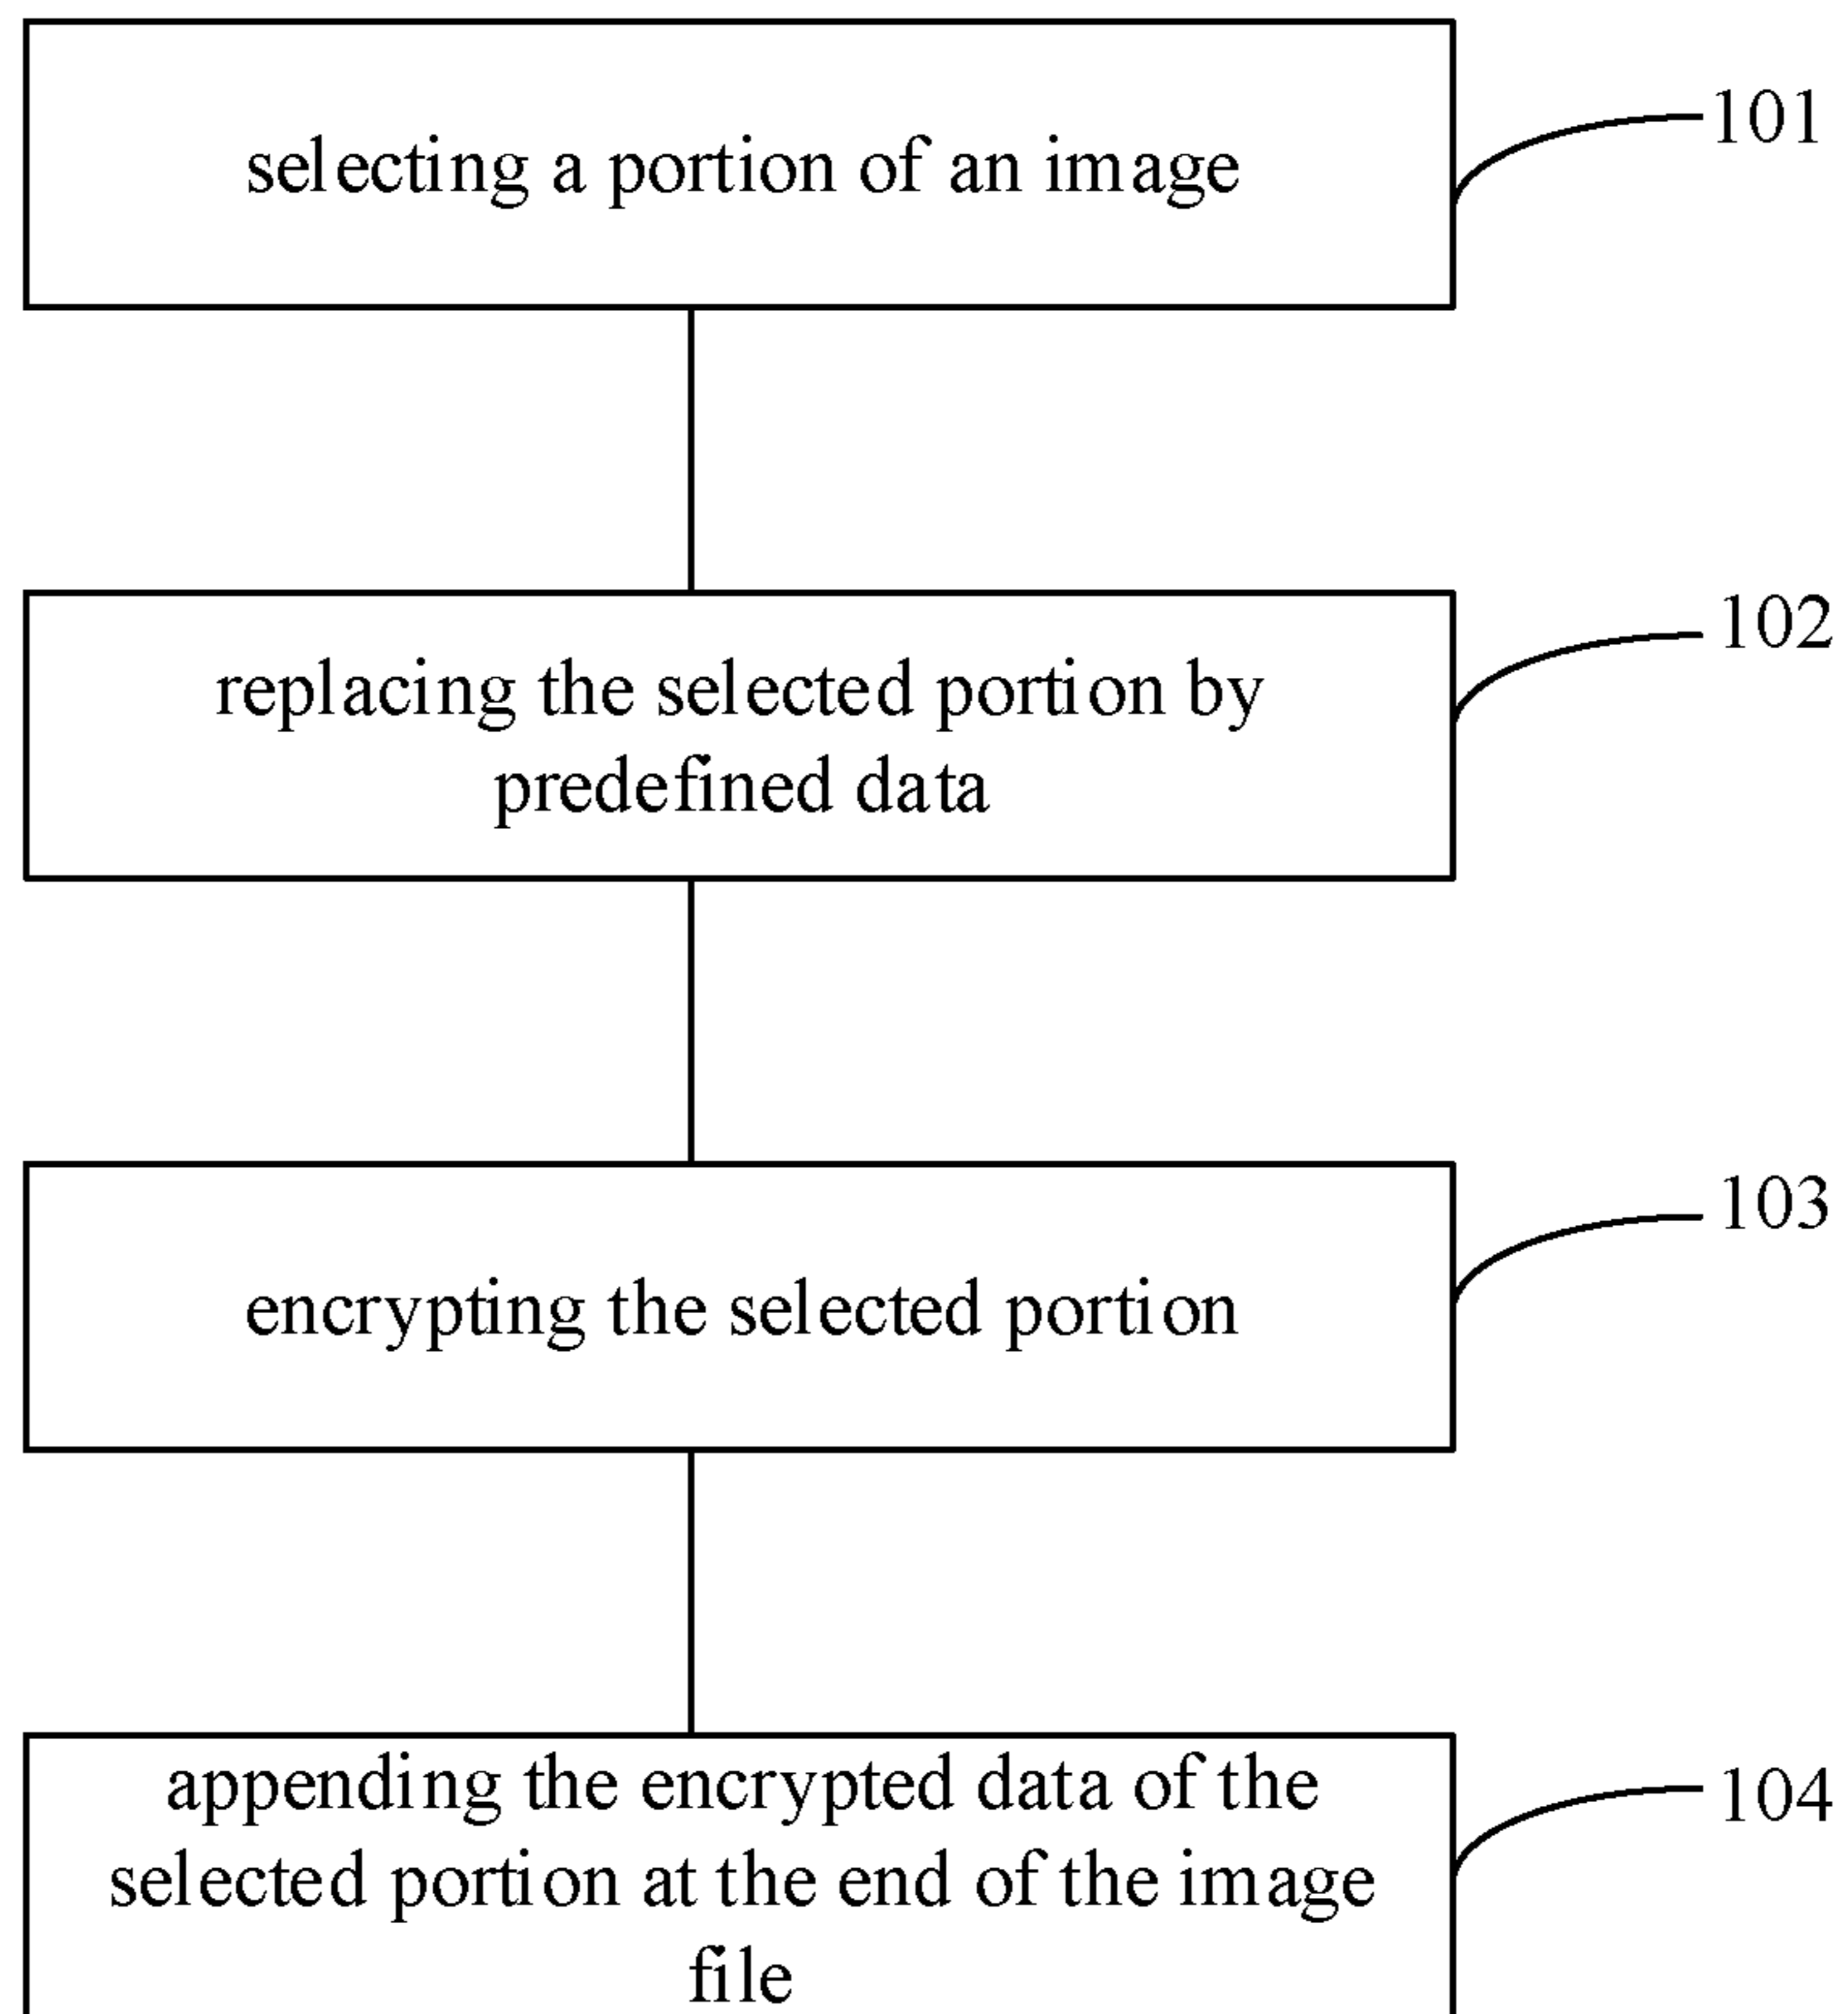 selecting a portion of an image
101
replacing the selected portion by
predefined data
102
encrypting the selected portion
103
appending the encrypted data of the
selected portion at the end of the image
file
104